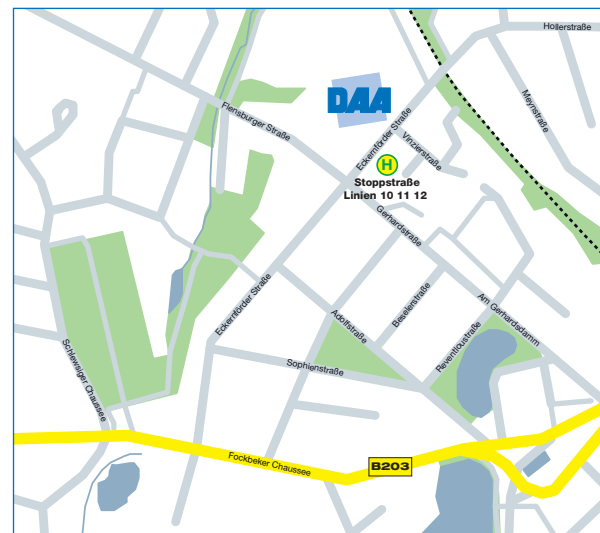 Hollerstraße
Meynstraße
DAA
Flensburger Straße
Eckernförder Straße
Vinzierstraße
H
Stoppstraße
Linien 10 11 12
Gerhardstraße
Eckernförder Straße
Adolfstraße
Beselerstraße
Am Gerhardsdamm
Reventloustraße
Schleswiger Chaussee
Sophienstraße
Fockbeker Chaussee
B203